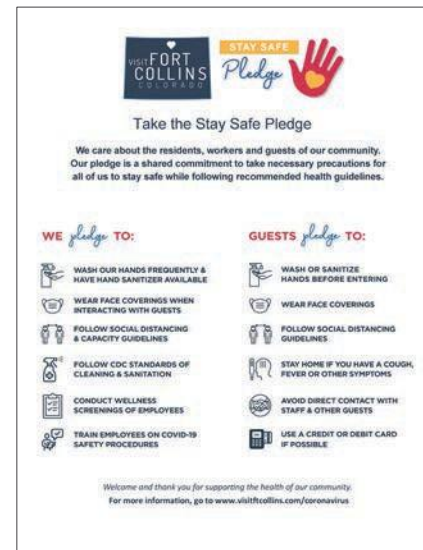 VISIT FORT
COLLINS
COLORADO
STAY SAFE
Pledge
Take the Stay Safe Pledge
We care about the residents, workers and guests of our community.
Our pledge is a shared commitment to take necessary precautions for
all of us to stay safe while following recommended health guidelines.
WE pledge TO:
WASH OUR HANDS FREQUENTLY &
HAVE HAND SANITIZER AVAILABLE
WEAR FACE COVERINGS WHEN
INTERACTING WITH GUESTS
FOLLOW SOCIAL DISTANCING
& CAPACITY GUIDELINES
FOLLOW CDC STANDARDS OF
CLEANING & SANITATION
CONDUCT WELLNESS
SCREENINGS OF EMPLOYEES
TRAIN EMPLOYEES ON COVID-19
SAFETY PROCEDURES
GUESTS pledge TO:
WASH OR SANITIZE
HANDS BEFORE ENTERING
WEAR FACE COVERINGS
FOLLOW SOCIAL DISTANCING
GUIDELINES
STAY HOME IF YOU HAVE A COUGH,
FEVER OR OTHER SYMPTOMS
AVOID DIRECT CONTACT WITH
STAFF & OTHER GUESTS
USE A CREDIT OR DEBIT CARD
IF POSSIBLE
Welcome and thank you for supporting the health of our community.
For more information, go to www.visitftcollins.com/coronavirus